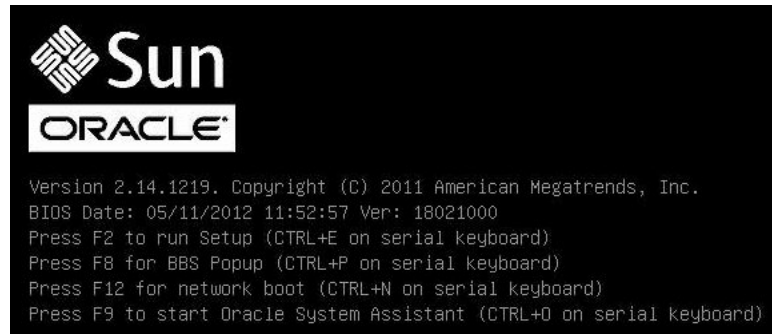 Sun
ORACLE
Version 2.14.1219. Copyright (C) 2011 American Megatrends, Inc.
BIOS Date: 05/11/2012 11:52:57 Ver: 18021000
Press F2 to run Setup (CTRL+E on serial keyboard)
Press F8 for BBS Popup (CTRL+P on serial keyboard)
Press F12 for network boot (CTRL+N on serial keyboard)
Press F9 to start Oracle System Assistant (CTRL+O on serial keyboard)